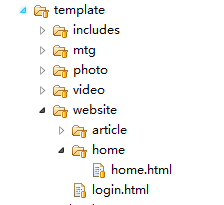 template
includes
mtg
photo
video
website
article
home
home.html
login.html